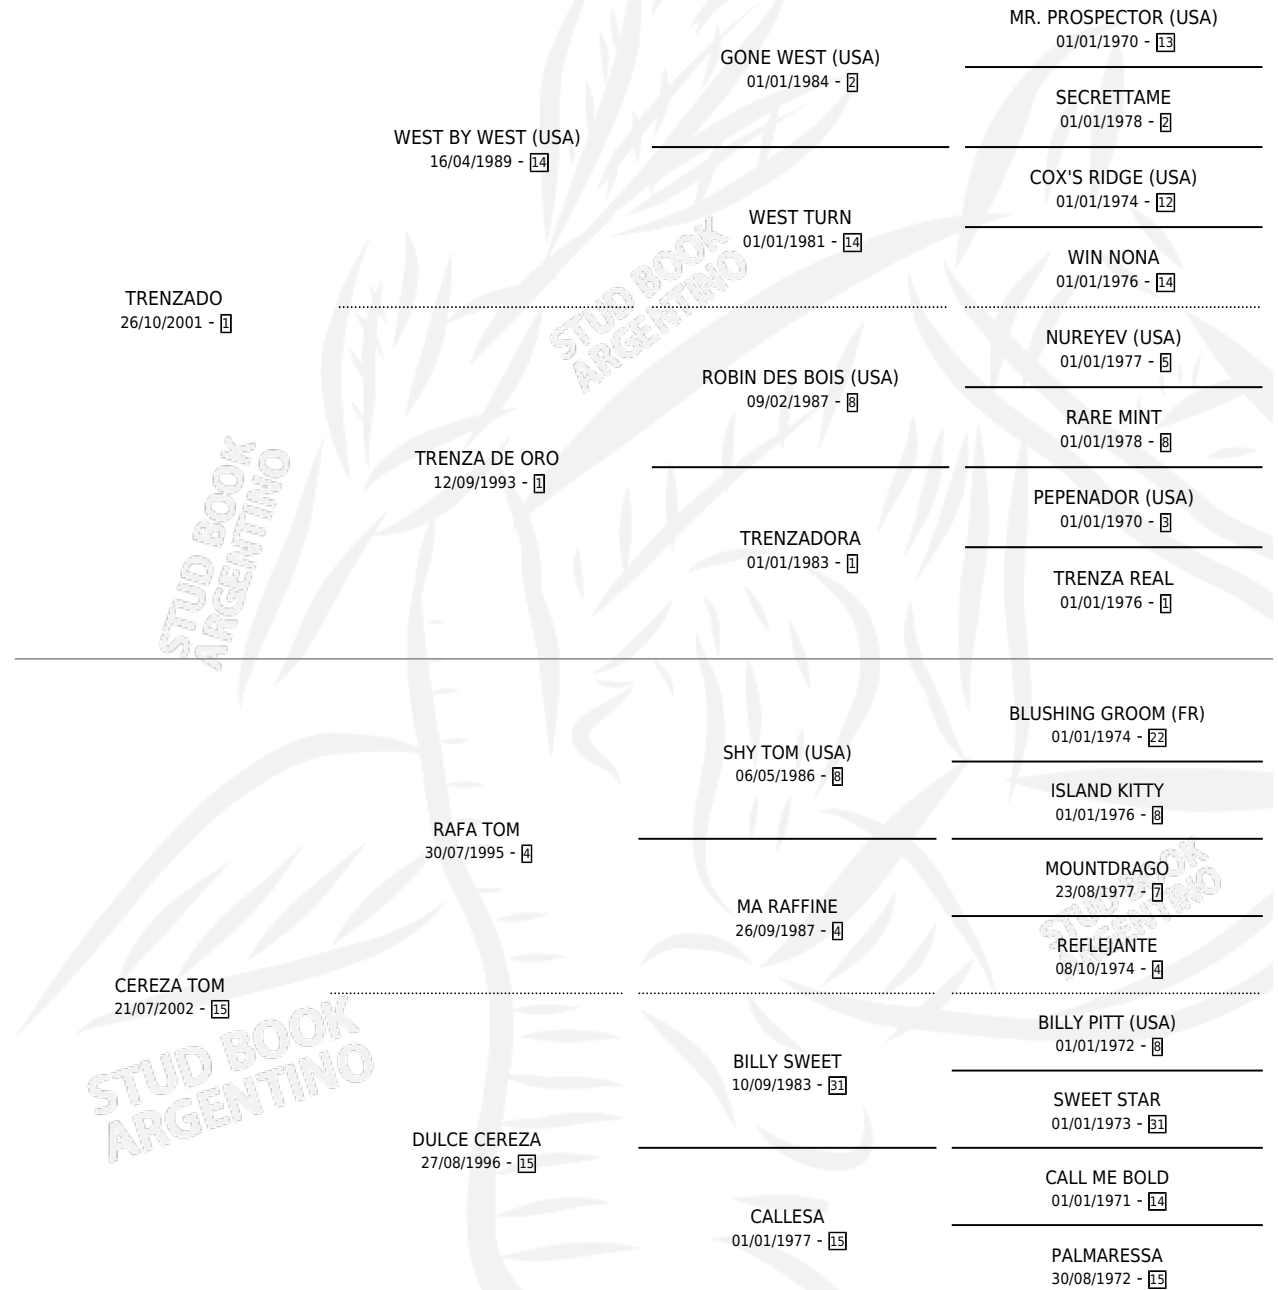 MR. PROSPECTOR (USA)
01/01/1970 - 13
GONE WEST (USA)
01/01/1984 - 2
SECRETTAME
01/01/1978 - 2
WEST BY WEST (USA)
16/04/1989 - 14
COX'S RIDGE (USA)
01/01/1974 - 12
WEST TURN
01/01/1981 - 14
WIN NONA
01/01/1976 - 14
TRENZADO
26/10/2001 - 1
STUD BOOK
ARGENTINO
NUREYEV (USA)
01/01/1977 - 5
ROBIN DES BOIS (USA)
09/02/1987 - 8
RARE MINT
01/01/1978 - 8
TRENZA DE ORO
12/09/1993 - 1
PEPENADOR (USA)
01/01/1970 - 3
TRENZADORA
01/01/1983 - 1
TRENZA REAL
01/01/1976 - 1
STUD BOOK
ARGENTINO
BLUSHING GROOM (FR)
01/01/1974 - 22
SHY TOM (USA)
06/05/1986 - 8
ISLAND KITTY
01/01/1976 - 8
RAFA TOM
30/07/1995 - 4
MOUNTDRAGO
23/08/1977 - 7
MA RAFFINE
26/09/1987 - 4
STUD BOOK
ARGENTINO
REFLEJANTE
08/10/1974 - 4
CEREZA TOM
21/07/2002 - 15
BILLY PITT (USA)
01/01/1972 - 8
BILLY SWEET
10/09/1983 - 31
SWEET STAR
01/01/1973 - 31
STUD BOOK
ARGENTINO
DULCE CEREZA
27/08/1996 - 15
CALL ME BOLD
01/01/1971 - 14
CALLESA
01/01/1977 - 15
PALMARESSA
30/08/1972 - 15